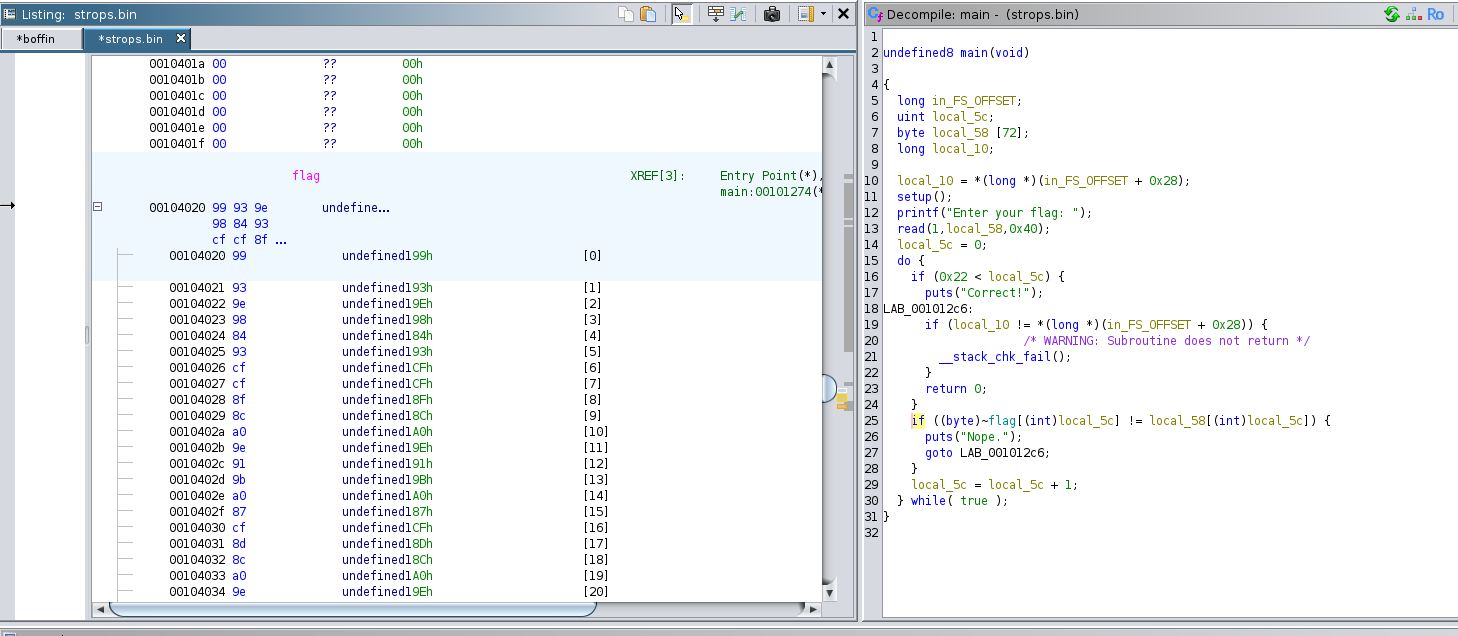 Listing: strops.bin
*boffin
*strops.bin
0010401a 00 ?? 00h
0010401b 00 ?? 00h
0010401c 00 ?? 00h
0010401d 00 ?? 00h
0010401e 00 ?? 00h
0010401f 00 ?? 00h
flag XREF[3]: Entry Point(*),
main:00101274(*
00104020 99 93 9e undefine...
98 84 93
cf cf 8f ...
00104020 99 undefined199h [0]
00104021 93 undefined193h [1]
00104022 9e undefined19Eh [2]
00104023 98 undefined198h [3]
00104024 84 undefined184h [4]
00104025 93 undefined193h [5]
00104026 cf undefined1CFh [6]
00104027 cf undefined1CFh [7]
00104028 8f undefined18Fh [8]
00104029 8c undefined18Ch [9]
0010402a a0 undefined1A0h [10]
0010402b 9e undefined19Eh [11]
0010402c 91 undefined191h [12]
0010402d 9b undefined19Bh [13]
0010402e a0 undefined1A0h [14]
0010402f 87 undefined187h [15]
00104030 cf undefined1CFh [16]
00104031 8d undefined18Dh [17]
00104032 8c undefined18Ch [18]
00104033 a0 undefined1A0h [19]
00104034 9e undefined19Eh [20]
Decompile: main - (strops.bin)
Ro
1
2 undefined8 main(void)
3
4 {
5 long in_FS_OFFSET;
6 uint local_5c;
7 byte local_58 [72];
8 long local_10;
9
10 local_10 = *(long *)(in_FS_OFFSET + 0x28);
11 setup();
12 printf("Enter your flag: ");
13 read(1,local_58,0x40);
14 local_5c = 0;
15 do {
16 if (0x22 < local_5c) {
17 puts("Correct!");
18 LAB_001012c6:
19 if (local_10 != *(long *)(in_FS_OFFSET + 0x28)) {
20 /* WARNING: Subroutine does not return */
21 __stack_chk_fail();
22 }
23 return 0;
24 }
25 if ((byte)~flag[(int)local_5c] != local_58[(int)local_5c]) {
26 puts("Nope.");
27 goto LAB_001012c6;
28 }
29 local_5c = local_5c + 1;
30 } while( true );
31 }
32